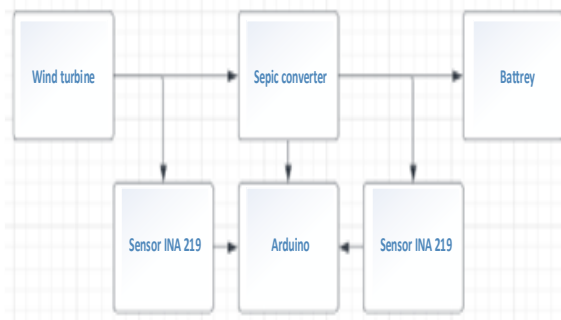 Wind turbine
Sepic converter
Battrey
Sensor INA 219
Arduino
Sensor INA 219